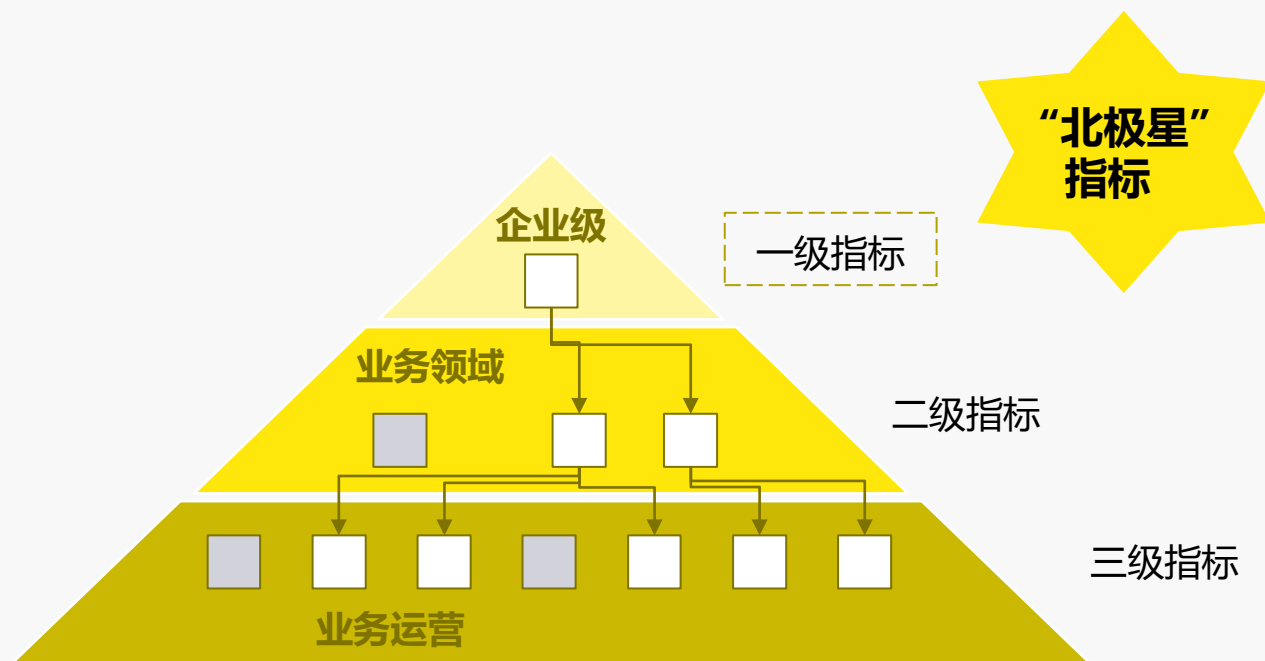 “北极星”
指标
企业级
一级指标
业务领域
二级指标
三级指标
业务运营